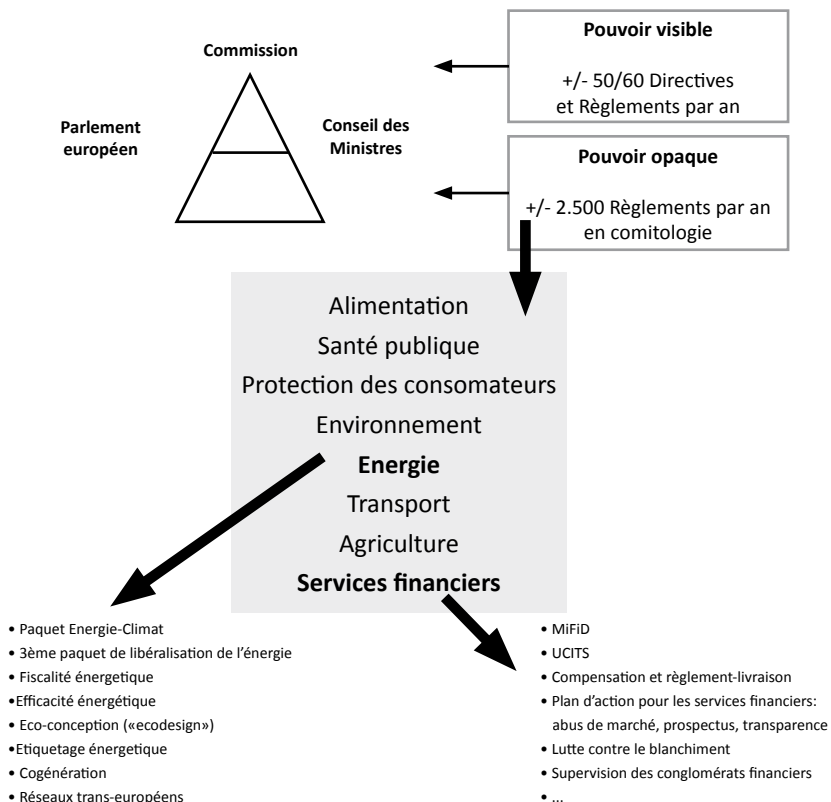 Commission
Parlement
européen
Conseil des
Ministres
Pouvoir visible
+/- 50/60 Directives
et Règlements par an
Pouvoir opaque
+/- 2.500 Règlements par an
en comitologie
Alimentation
Santé publique
Protection des consomateurs
Environnement
Energie
Transport
Agriculture
Services financiers
• Paquet Energie-Climat
• 3ème paquet de libéralisation de l’énergie
• Fiscalité énergetique
•Efficacité énergétique
• Eco-conception («ecodesign»)
•Etiquetage énergetique
• Cogénération
• Réseaux trans-européens
• MiFiD
• UCITS
• Compensation et règlement-livraison
• Plan d’action pour les services financiers:
abus de marché, prospectus, transparence
• Lutte contre le blanchiment
• Supervision des conglomérats financiers
• ...